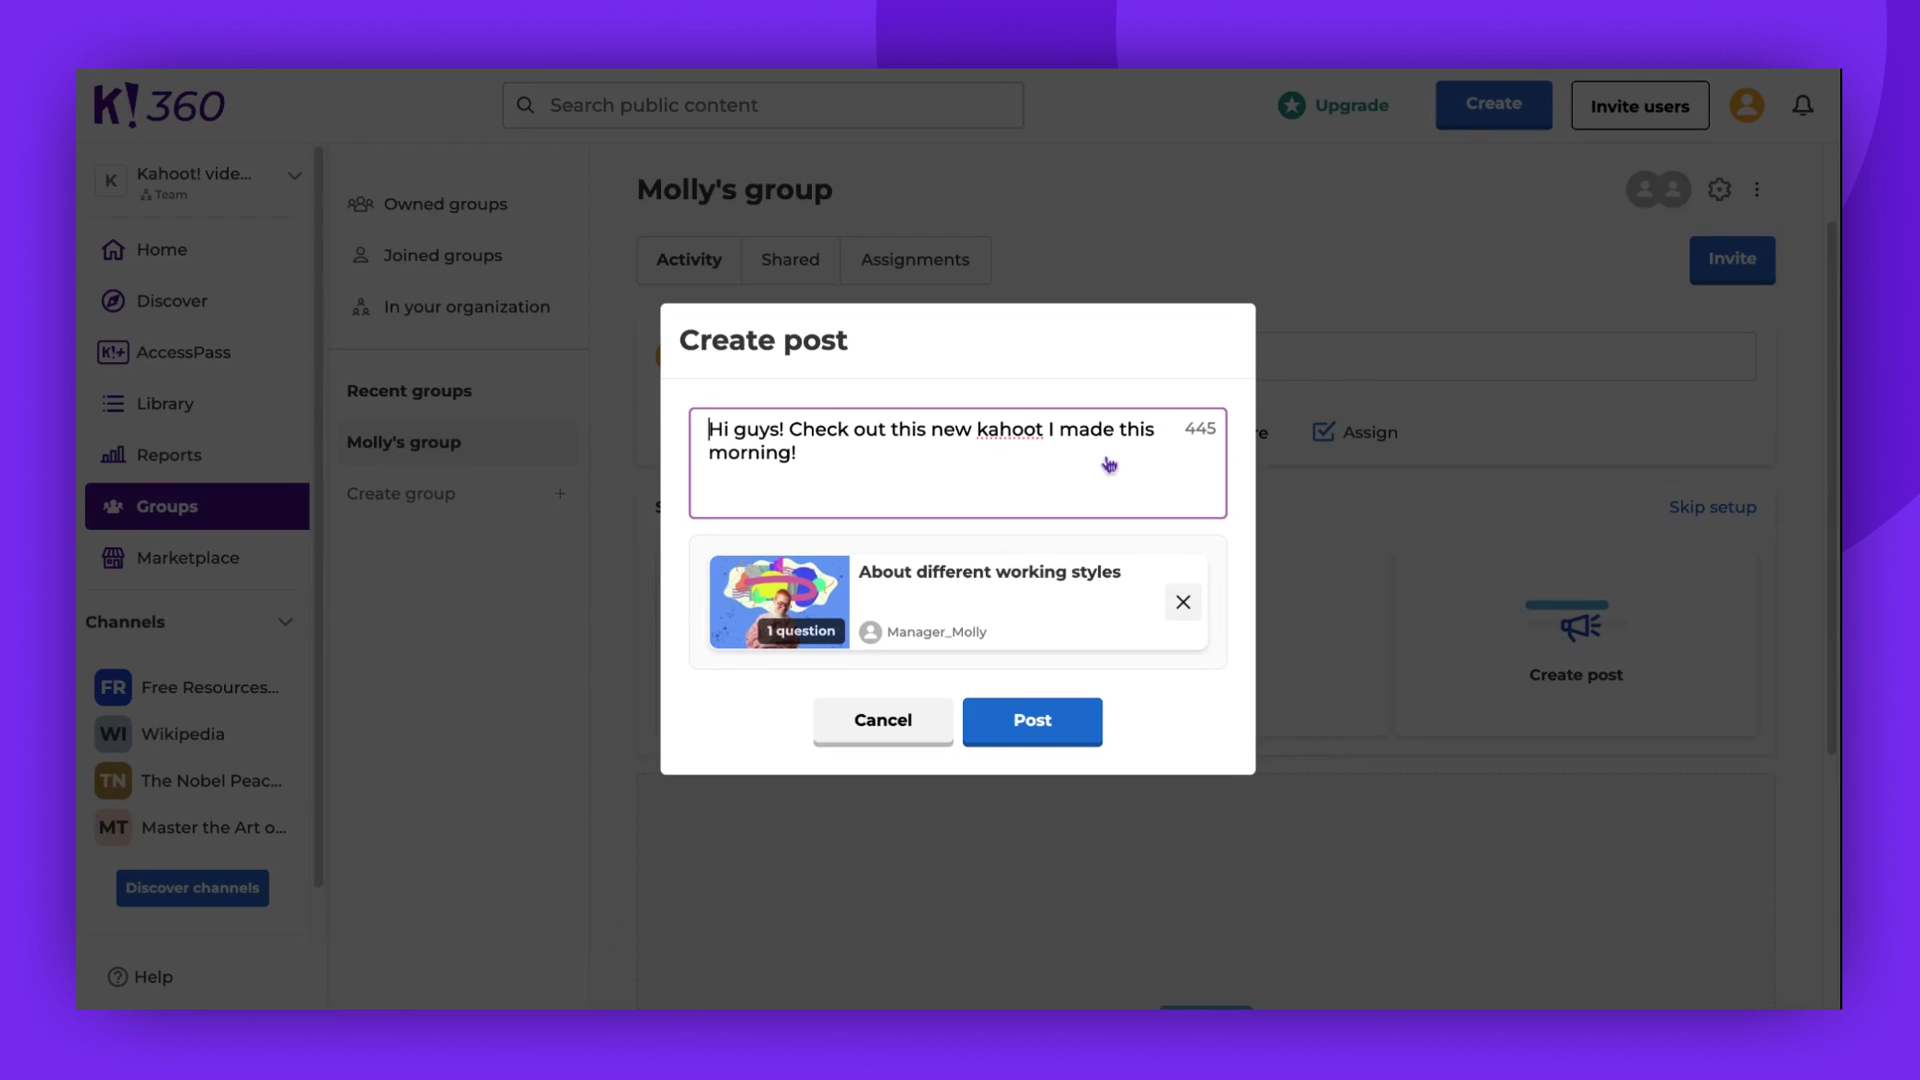 K! 360
Search public content
Upgrade
Create
Invite users
K
Kahoot! vide...
Team
Home
Discover
K!+ AccessPass
Library
Reports
Groups
Marketplace
Channels
FR Free Resources...
WI Wikipedia
TN The Nobel Peac...
MT Master the Art o...
Discover channels
Help
Owned groups
Joined groups
In your organization
Recent groups
Molly's group
Create group
Molly's group
Activity
Shared
Assignments
Invite
Assign
Skip setup
Create post
Create post
Hi guys! Check out this new kahoot I made this
morning!
445
About different working styles
1 question
Manager_Molly
Cancel
Post